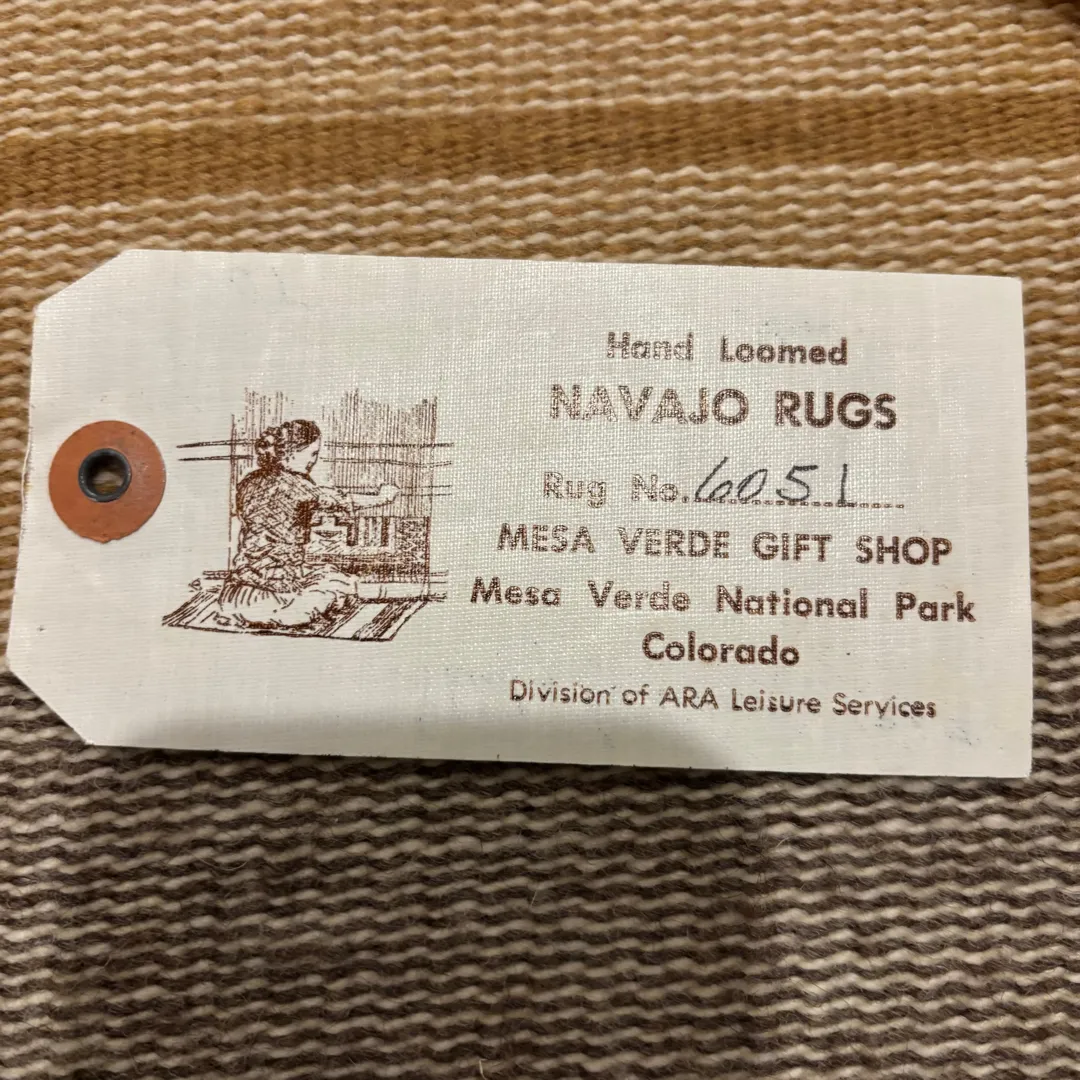 Hand Loomed
NAVAJO RUGS
Rug No. 6051
MESA VERDE GIFT SHOP
Mesa Verde National Park
Colorado
Division of ARA Leisure Services